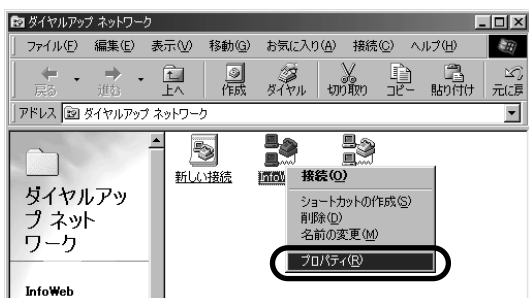 ダイヤルアップ ネットワーク
ファイル(F) 編集(E) 表示(V) 移動(G) お気に入り(A) 接続(C) ヘルプ(H)
戻る 進む 上へ 作成 ダイヤル 切り取り コピー 貼り付け 元に戻
アドレス ダイヤルアップ ネットワーク
新しい接続
ダイヤルアッ
プ ネット
ワーク
InfoWeb
接続(O)
ショートカットの作成(S)
削除(D)
名前の変更(M)
プロパティ(R)